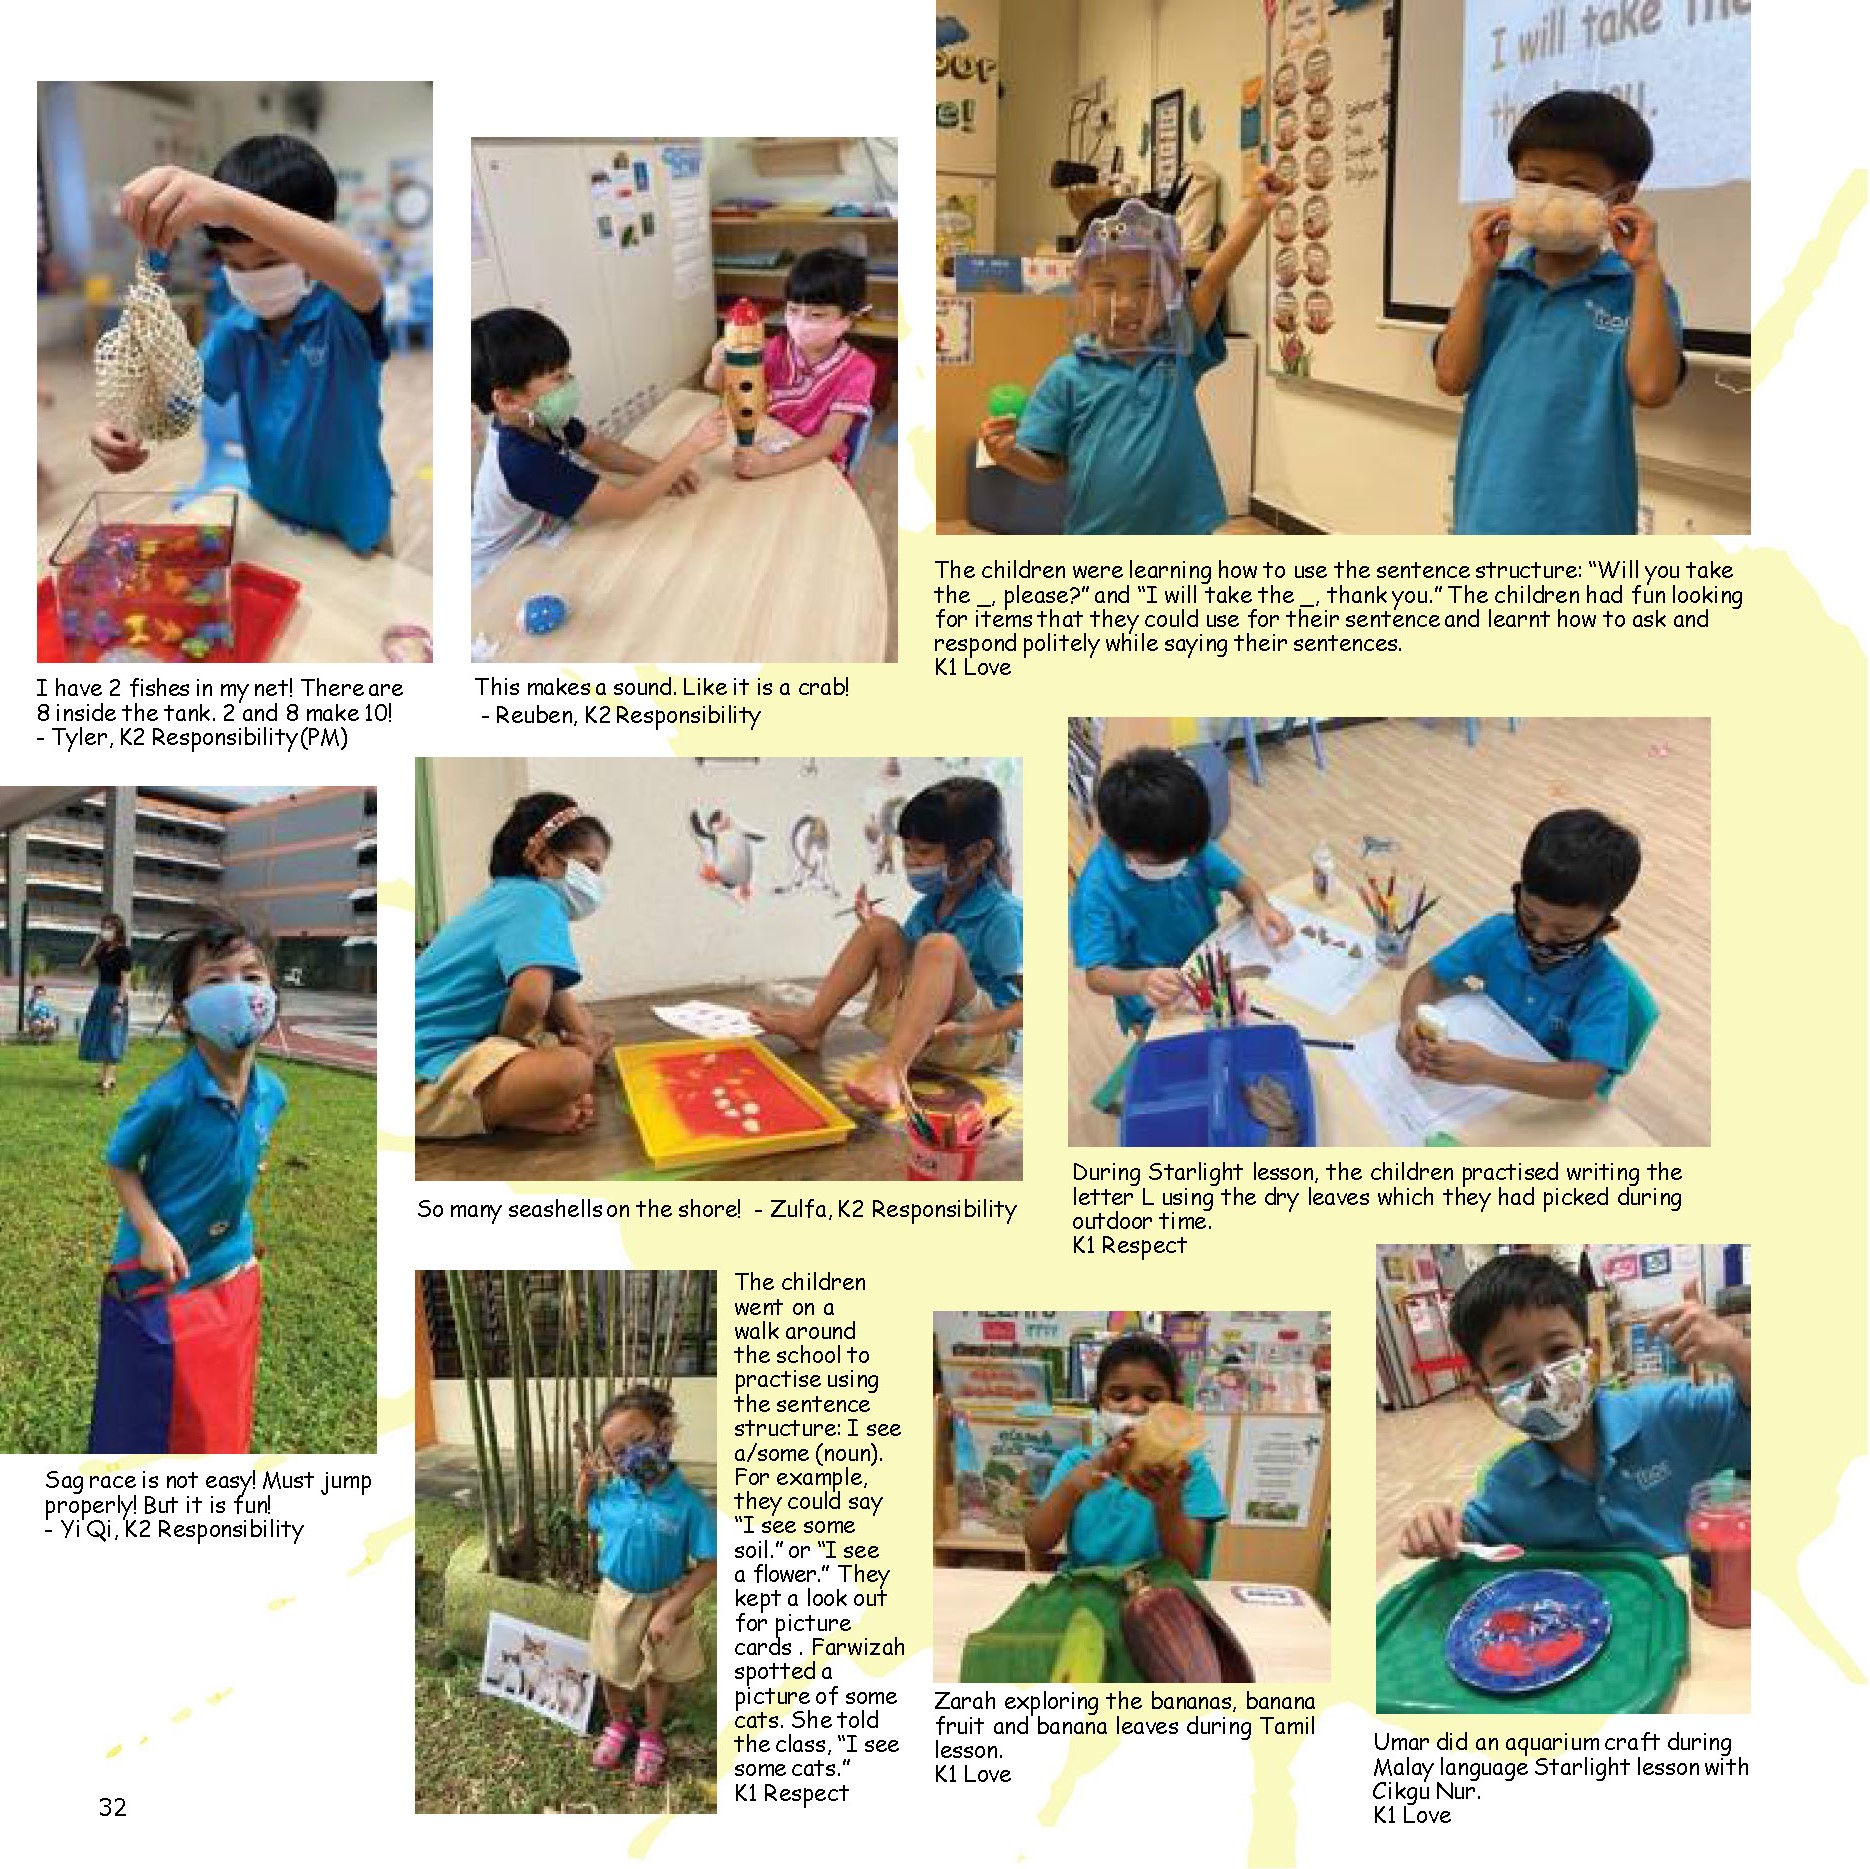 I will take the
I have 2 fishes in my net! There are
8 inside the tank. 2 and 8 make 10!
- Tyler, K2 Responsibility (PM)
This makes a sound. Like it is a crab!
- Reuben, K2 Responsibility
The children were learning how to use the sentence structure: “Will you take
the _, please?” and “I will take the _, thank you.” The children had fun looking
for items that they could use for their sentence and learnt how to ask and
respond politely while saying their sentences.
K1 Love
Sag race is not easy! Must jump
properly! But it is fun!
- Yi Qi, K2 Responsibility
So many seashells on the shore! - Zulfa, K2 Responsibility
During Starlight lesson, the children practised writing the
letter L using the dry leaves which they had picked during
outdoor time.
K1 Respect
The children
went on a
walk around
the school to
practise using
the sentence
structure: I see
a/some (noun).
For example,
they could say
“I see some
soil.” or “I see
a flower.” They
kept a look out
for picture
cards . Farwizah
spotted a
picture of some
cats. She told
the class, “I see
some cats.”
K1 Respect
Zarah exploring the bananas, banana
fruit and banana leaves during Tamil
lesson.
K1 Love
Umar did an aquarium craft during
Malay language Starlight lesson with
Cikgu Nur.
K1 Love
32